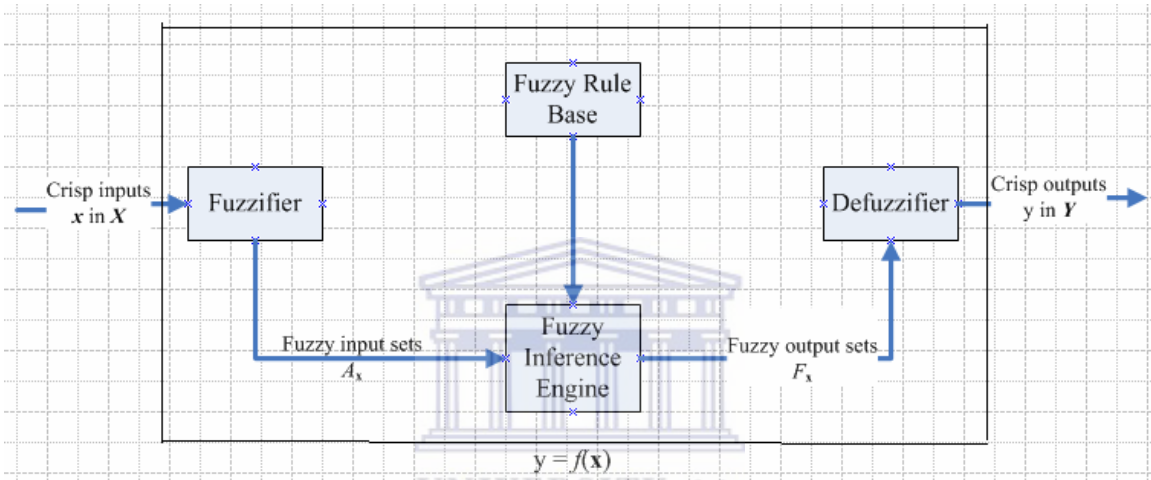 Fuzzy Rule
Base
Crisp inputs
x in X
Fuzzifier
Defuzzifier
Crisp outputs
y in Y
Fuzzy input sets
Aₓ
Fuzzy
Inference
Engine
Fuzzy output sets
Fₓ
y = f(x)